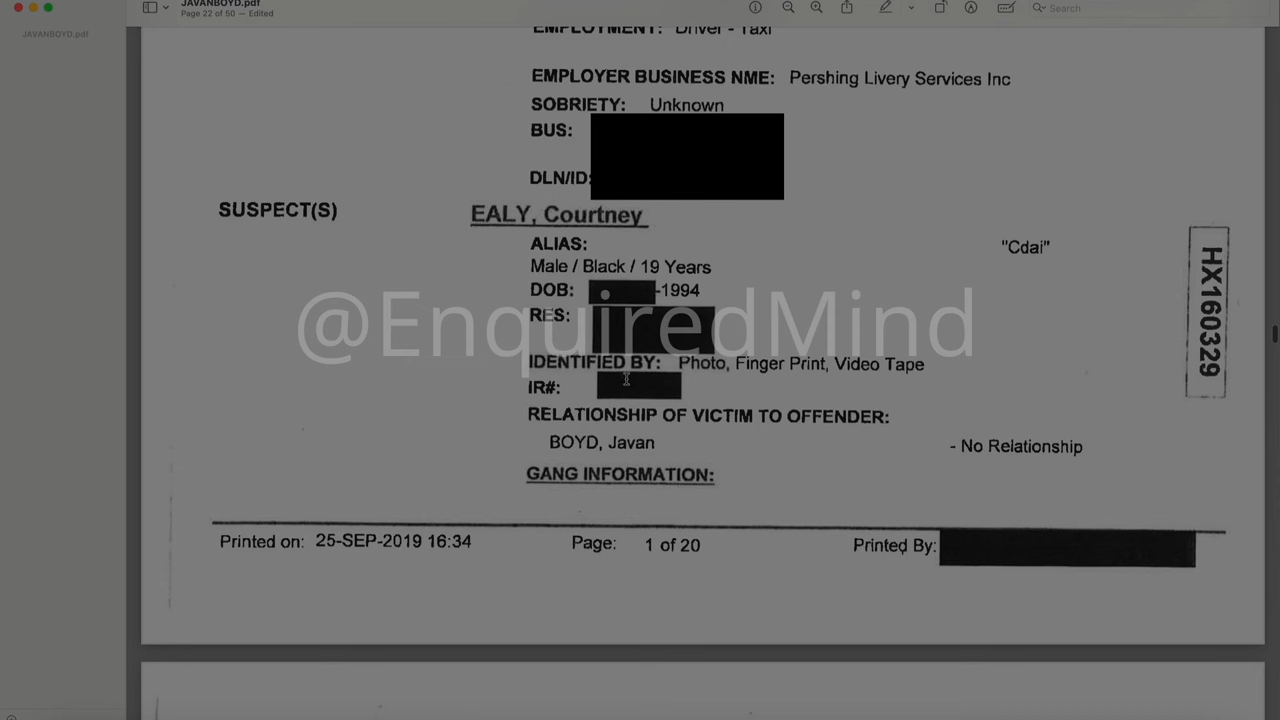 JAVANBOYD.pdf
Page 22 of 50 — Edited
Search
JAVANBOYD.pdf
EMPLOYMENT: Driver - Taxi
EMPLOYER BUSINESS NME: Pershing Livery Services Inc
SOBRIETY: Unknown
BUS:
DLN/ID:
SUSPECT(S) EALY, Courtney
ALIAS: "Cdai"
Male / Black / 19 Years
DOB: -1994
RES:
@EnquiredMind
IDENTIFIED BY: Photo, Finger Print, Video Tape
IR#:
RELATIONSHIP OF VICTIM TO OFFENDER:
BOYD, Javan - No Relationship
GANG INFORMATION:
HX160329
Printed on: 25-SEP-2019 16:34 Page: 1 of 20 Printed By: